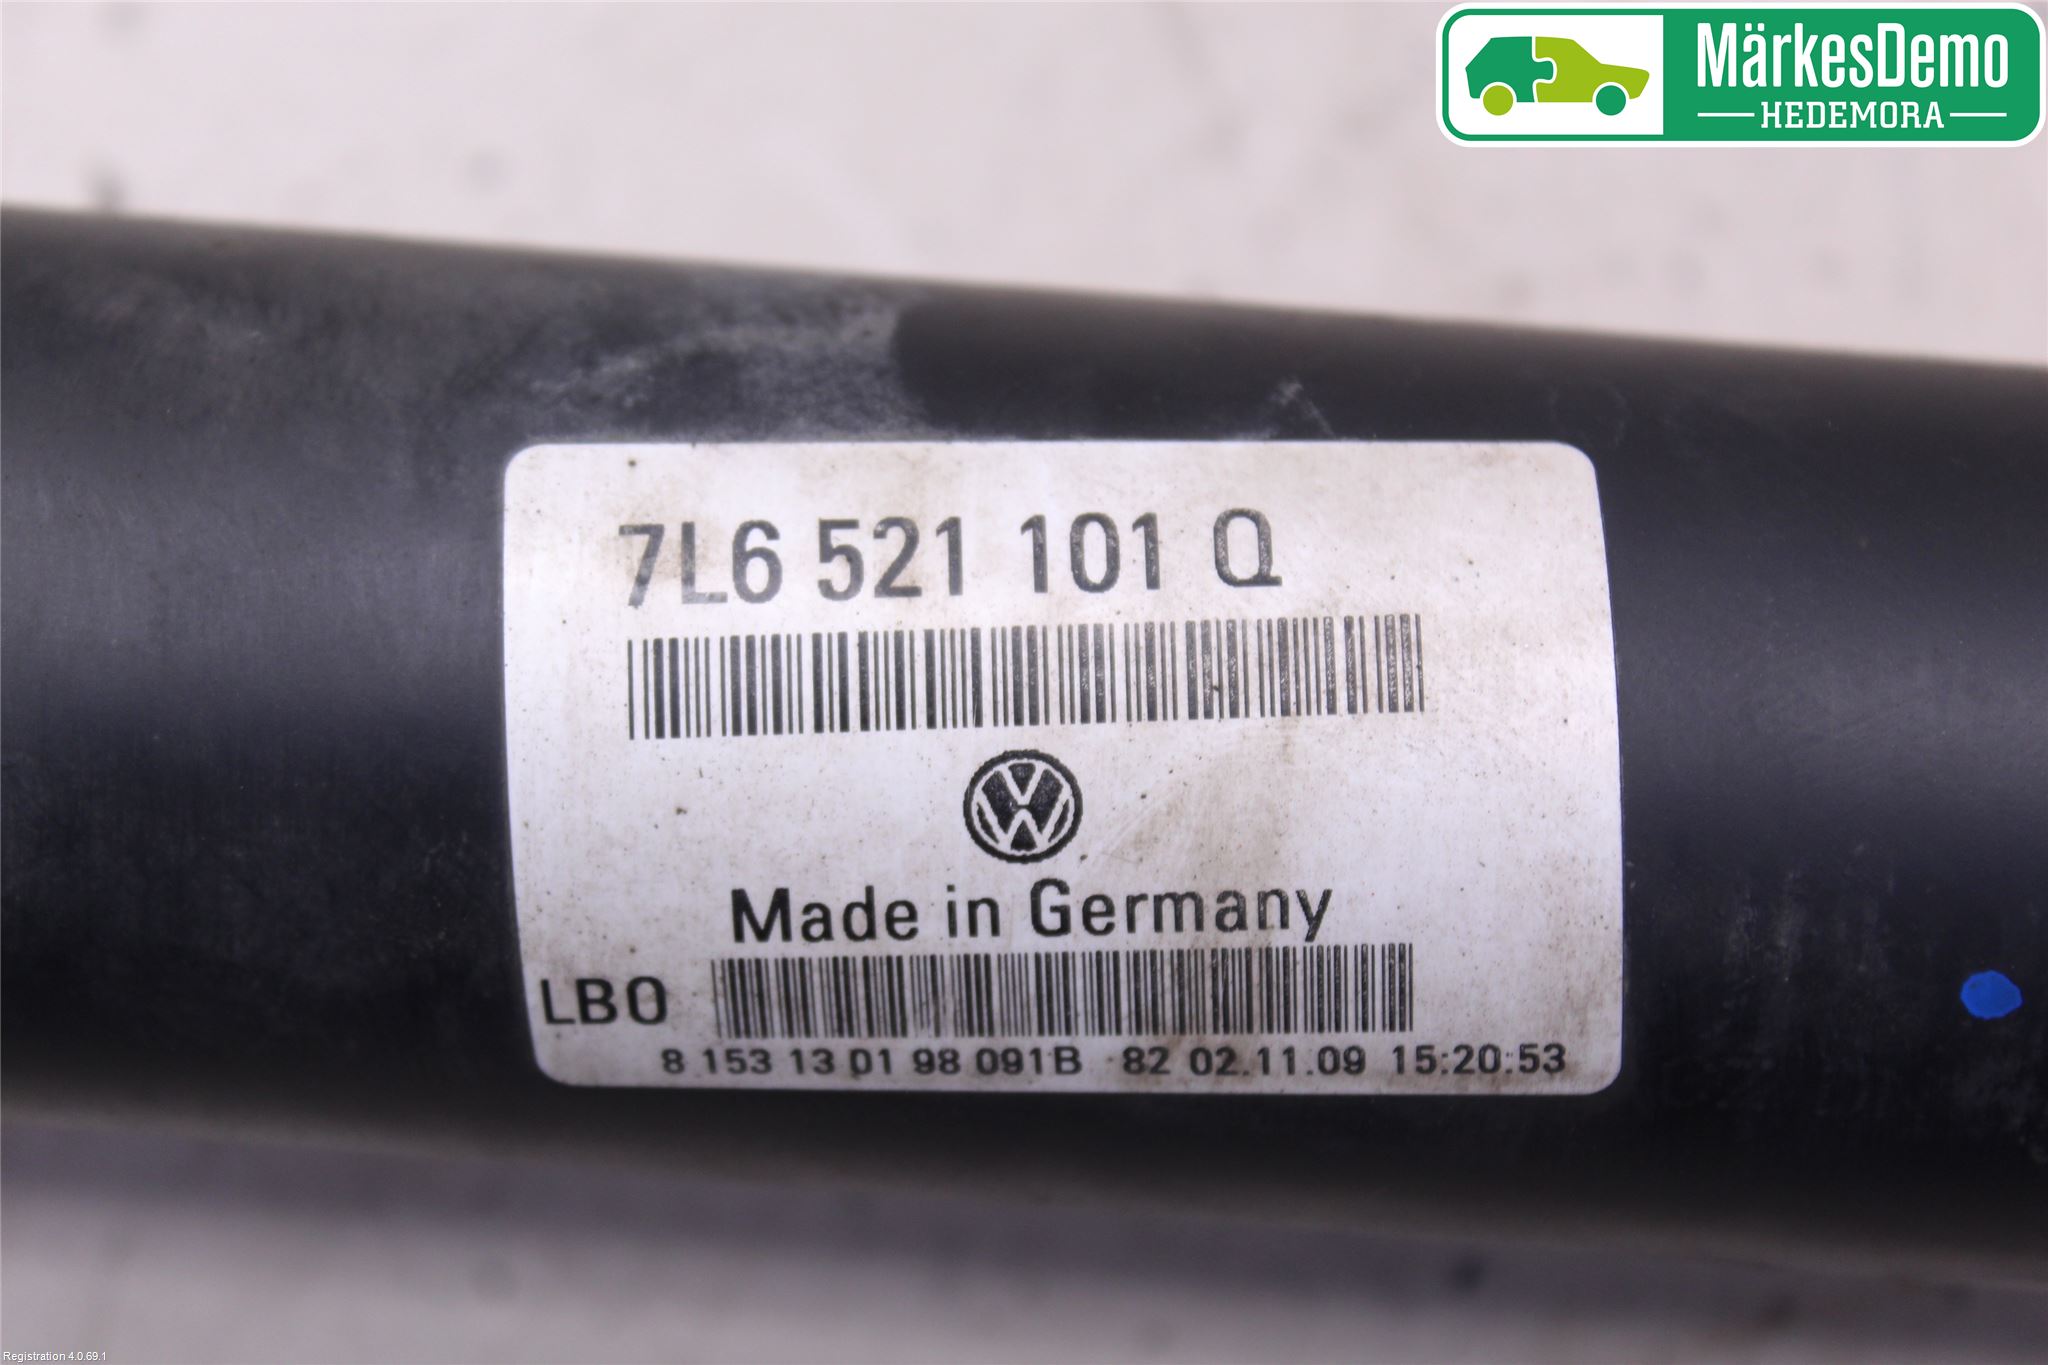 MärkesDemo
HEDEMORA
7L6 521 101 Q
Made in Germany
LB0
8 153 13 01 98 091B 82 02.11.09 15:20:53
Registration 4.0.69.1